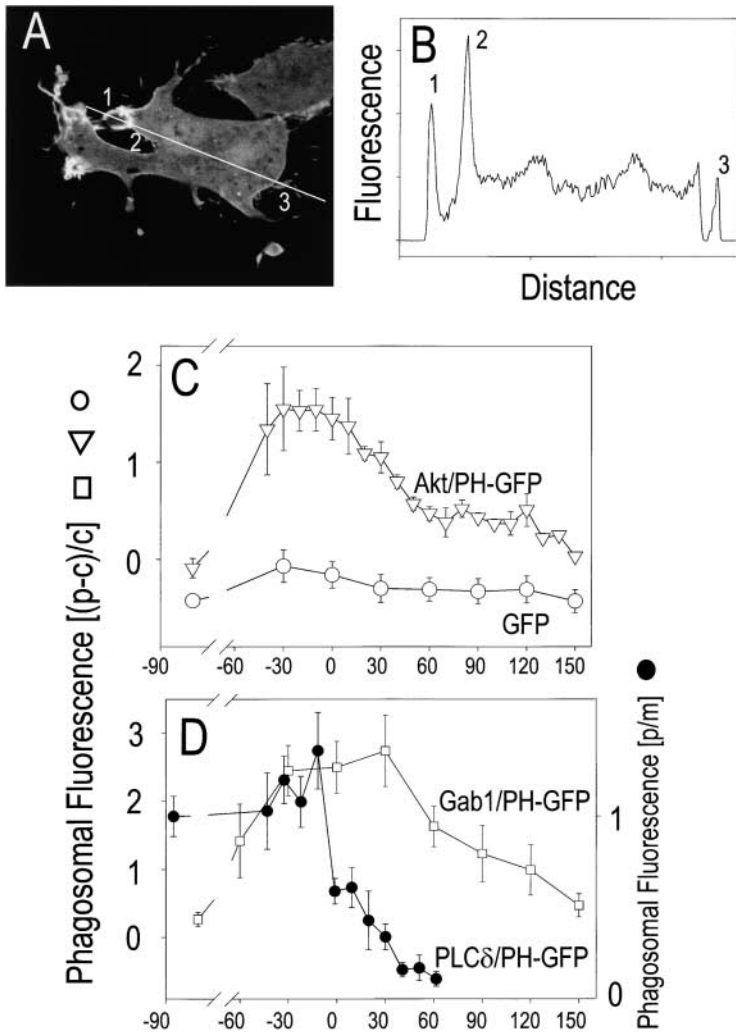 A
1
2
3
B
Fluorescence
1
2
3
Distance
C
2
1
0
Akt/PH-GFP
GFP
-90 -60 -30 0 30 60 90 120 150
Phagosomal Fluorescence [(p-c)/c]
D
3
2
1
0
Gab1/PH-GFP
PLCδ/PH-GFP
1
0
-90 -60 -30 0 30 60 90 120 150
Phagosomal Fluorescence [p/m]